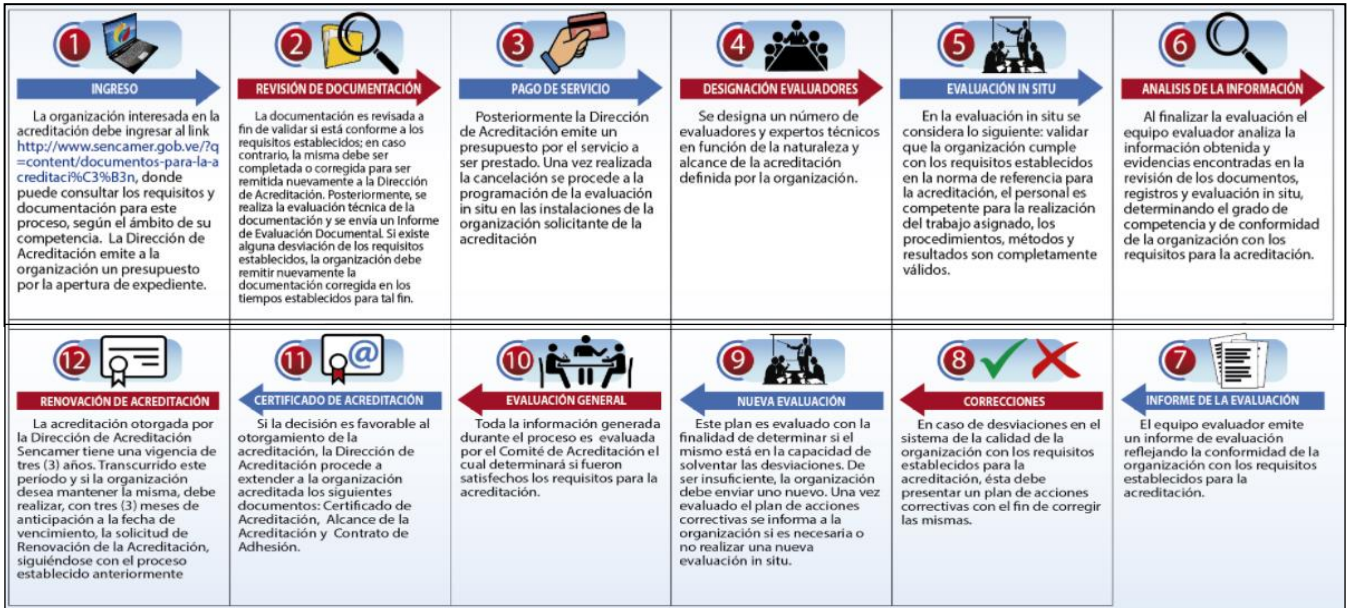 1
INGRESO
La organización interesada en la
acreditación debe ingresar al link
http://www.sencamer.gob.ve/?q
=content/documentos-para-la-a
creditaci%C3%B3n, donde
puede consultar los requisitos y
documentación para este
proceso, según el ámbito de su
competencia. La Dirección de
Acreditación emite a la
organización un presupuesto
por la apertura de expediente.
2
REVISIÓN DE DOCUMENTACIÓN
La documentación es revisada a
fin de validar si está conforme a los
requisitos establecidos; en caso
contrario, la misma debe ser
completada o corregida para ser
remitida nuevamente a la Dirección
de Acreditación. Posteriormente, se
realiza la evaluación técnica de la
documentación y se envía un Informe
de Evaluación Documental. Si existe
alguna desviación de los requisitos
establecidos, la organización debe
remitir nuevamente la
documentación corregida en los
tiempos establecidos para tal fin.
3
PAGO DE SERVICIO
Posteriormente la Dirección
de Acreditación emite un
presupuesto por el servicio a
ser prestado. Una vez realizada
la cancelación se procede a la
programación de la evaluación
in situ en las instalaciones de la
organización solicitante de la
acreditación
4
DESIGNACIÓN EVALUADORES
Se designa un número de
evaluadores y expertos técnicos
en función de la naturaleza y
alcance de la acreditación
definida por la organización.
5
EVALUACIÓN IN SITU
En la evaluación in situ se
considera lo siguiente: validar
que la organización cumple
con los requisitos establecidos
en la norma de referencia para
la acreditación, el personal es
competente para la realización
del trabajo asignado, los
procedimientos, métodos y
resultados son completamente
válidos.
6
ANALISIS DE LA INFORMACIÓN
Al finalizar la evaluación el
equipo evaluador analiza la
información obtenida y
evidencias encontradas en la
revisión de los documentos,
registros y evaluación in situ,
determinando el grado de
competencia y de conformidad
de la organización con los
requisitos para la acreditación.
12
RENOVACIÓN DE ACREDITACIÓN
La acreditación otorgada por
la Dirección de Acreditación
Sencamer tiene una vigencia de
tres (3) años. Transcurrido este
período y si la organización
desea mantener la misma, debe
realizar, con tres (3) meses de
anticipación a la fecha de
vencimiento, la solicitud de
Renovación de la Acreditación,
siguiéndose con el proceso
establecido anteriormente
11
@
CERTIFICADO DE ACREDITACIÓN
Si la decisión es favorable al
otorgamiento de la
acreditación, la Dirección de
Acreditación procede a
extender a la organización
acreditada los siguientes
documentos: Certificado de
Acreditación, Alcance de la
Acreditación y Contrato de
Adhesión.
10
EVALUACIÓN GENERAL
Toda la información generada
durante el proceso es evaluada
por el Comité de Acreditación el
cual determinará si fueron
satisfechos los requisitos para la
acreditación.
9
NUEVA EVALUACIÓN
Este plan es evaluado con la
finalidad de determinar si el
mismo está en la capacidad de
solventar las desviaciones. De
ser insuficiente, la organización
debe enviar uno nuevo. Una vez
evaluado el plan de acciones
correctivas se informa a la
organización si es necesaria o
no realizar una nueva
evaluación in situ.
8
CORRECCIONES
En caso de desviaciones en el
sistema de la calidad de la
organización con los requisitos
establecidos para la
acreditación, ésta debe
presentar un plan de acciones
correctivas con el fin de corregir
las mismas.
7
INFORME DE LA EVALUACIÓN
El equipo evaluador emite
un informe de evaluación
reflejando la conformidad de la
organización con los requisitos
establecidos para la
acreditación.